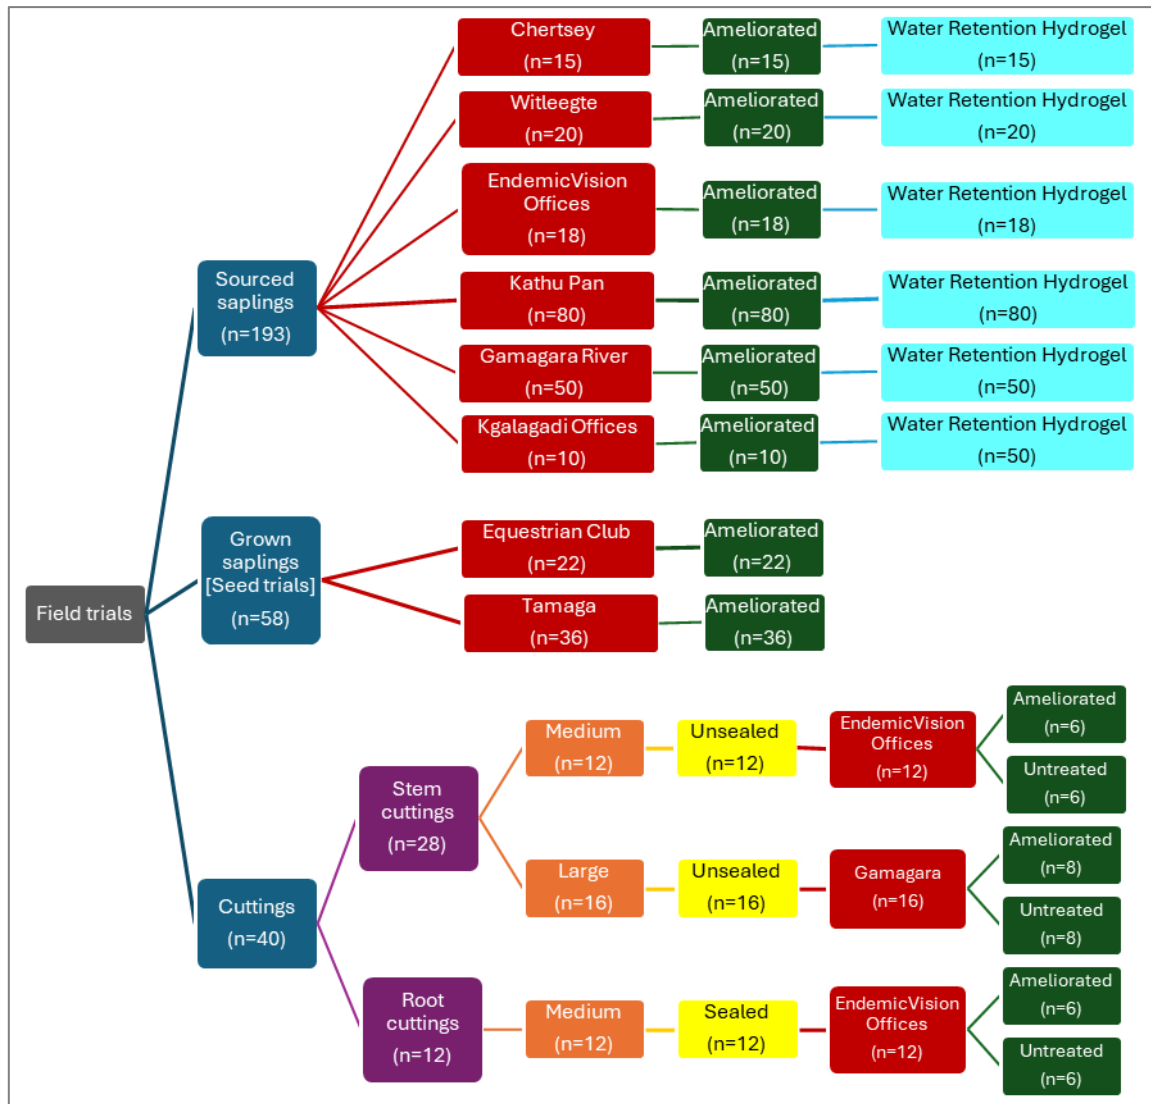 Chertsey
(n=15)
Ameliorated
(n=15)
Water Retention Hydrogel
(n=15)
Witleegte
(n=20)
Ameliorated
(n=20)
Water Retention Hydrogel
(n=20)
EndemicVision
Offices
(n=18)
Ameliorated
(n=18)
Water Retention Hydrogel
(n=18)
Sourced
saplings
(n=193)
Kathu Pan
(n=80)
Ameliorated
(n=80)
Water Retention Hydrogel
(n=80)
Gamagara River
(n=50)
Ameliorated
(n=50)
Water Retention Hydrogel
(n=50)
Kgalagadi Offices
(n=10)
Ameliorated
(n=10)
Water Retention Hydrogel
(n=50)
Field trials
Grown
saplings
[Seed trials]
(n=58)
Equestrian Club
(n=22)
Ameliorated
(n=22)
Tamaga
(n=36)
Ameliorated
(n=36)
Cuttings
(n=40)
Stem
cuttings
(n=28)
Medium
(n=12)
Unsealed
(n=12)
EndemicVision
Offices
(n=12)
Ameliorated
(n=6)
Untreated
(n=6)
Large
(n=16)
Unsealed
(n=16)
Gamagara
(n=16)
Ameliorated
(n=8)
Untreated
(n=8)
Root
cuttings
(n=12)
Medium
(n=12)
Sealed
(n=12)
EndemicVision
Offices
(n=12)
Ameliorated
(n=6)
Untreated
(n=6)